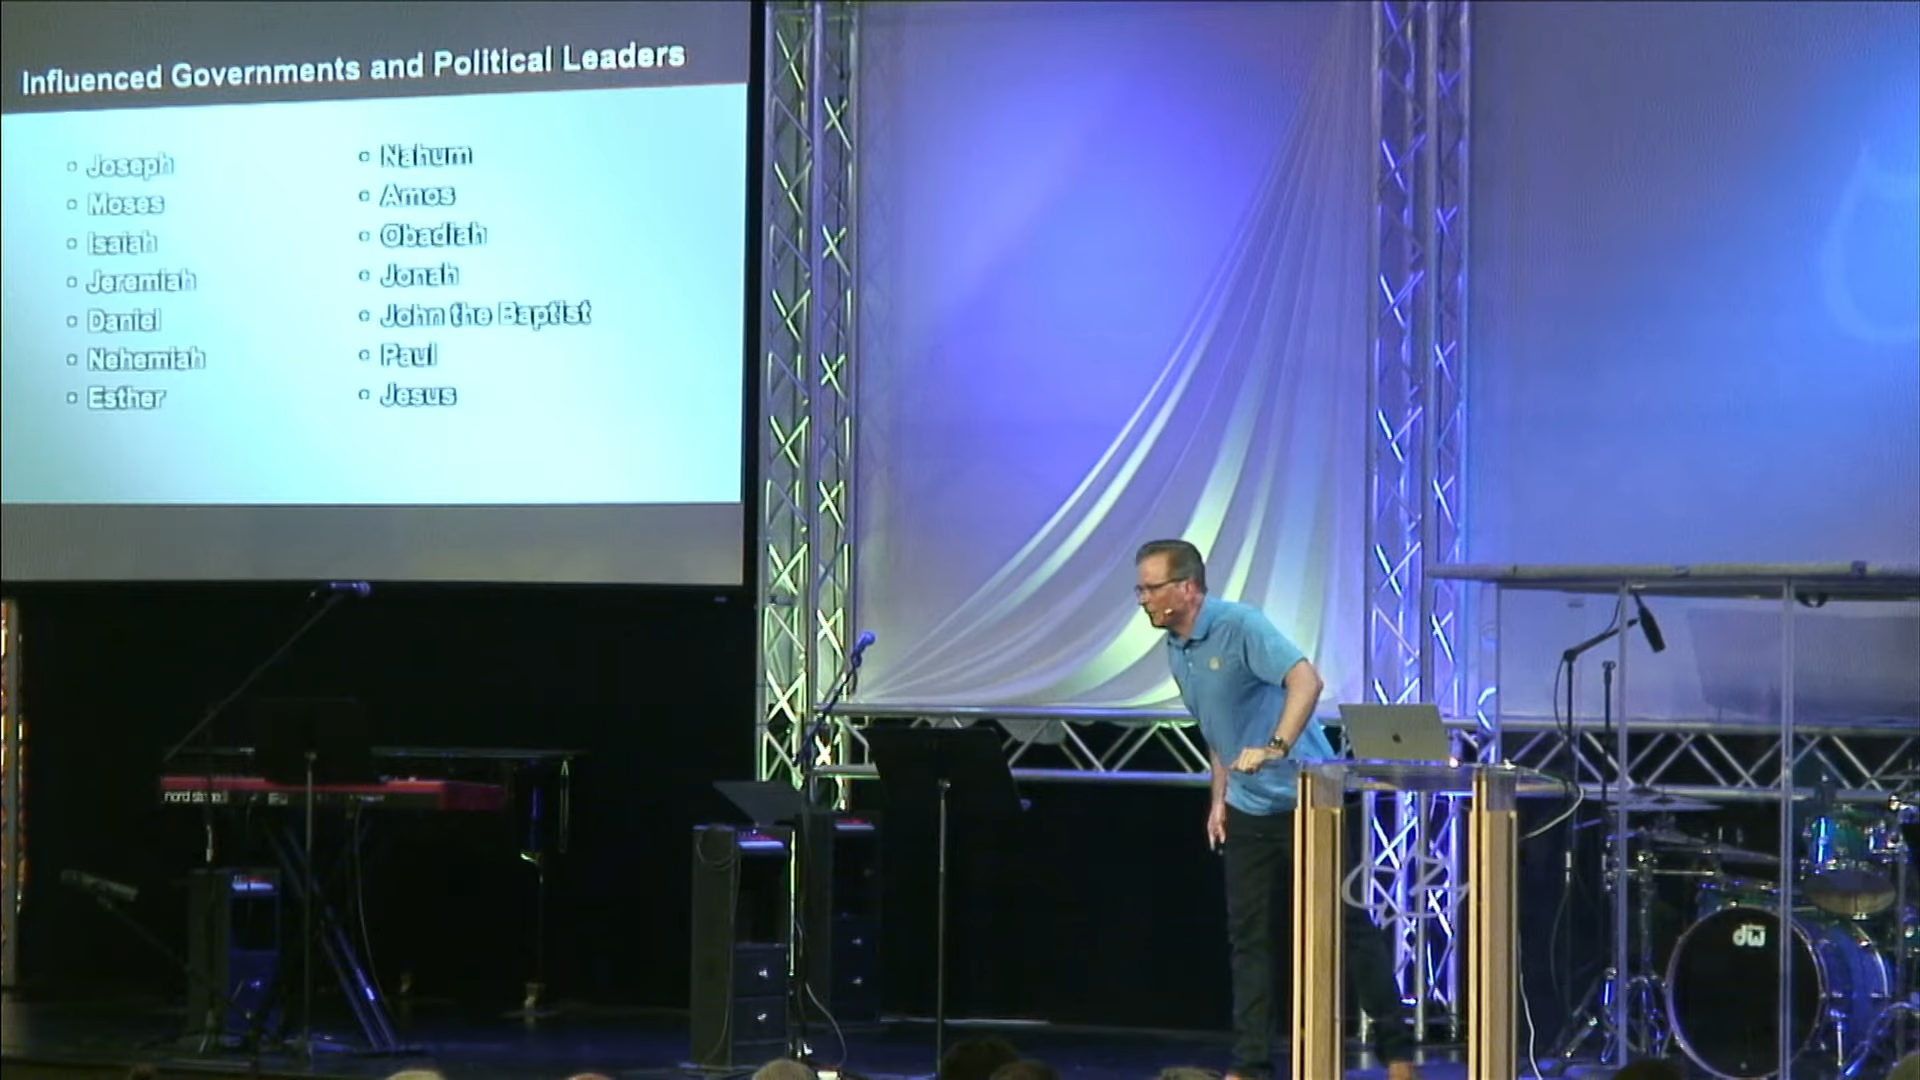 Influenced Governments and Political Leaders
Joseph
Moses
Isaiah
Jeremiah
Daniel
Nehemiah
Esther
Nahum
Amos
Obadiah
Jonah
John the Baptist
Paul
Jesus
nord stage
dw